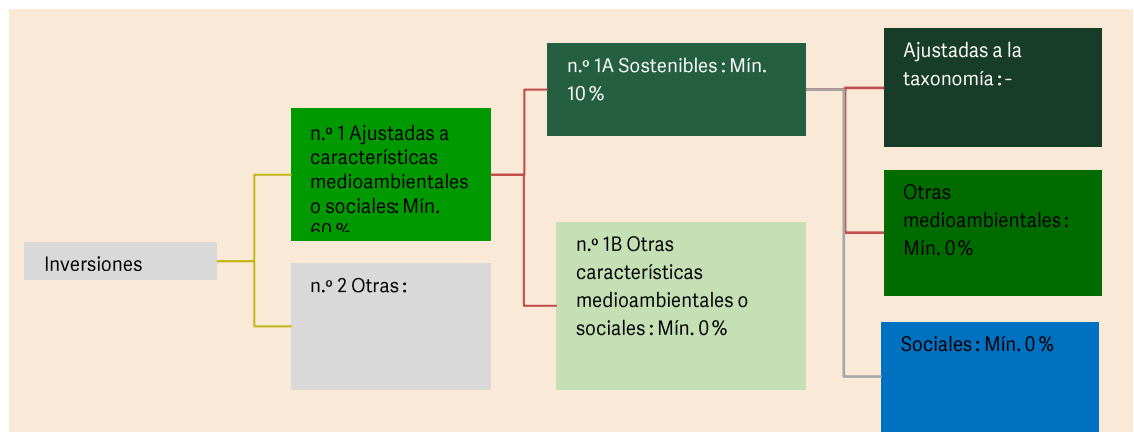 Inversiones
n.º 1 Ajustadas a
características
medioambientales
o sociales: Mín.
60 %
n.º 2 Otras :
n.º 1A Sostenibles : Mín.
10 %
n.º 1B Otras
características
medioambientales o
sociales : Mín. 0 %
Ajustadas a la
taxonomía : -
Otras
medioambientales :
Mín. 0 %
Sociales : Mín. 0 %